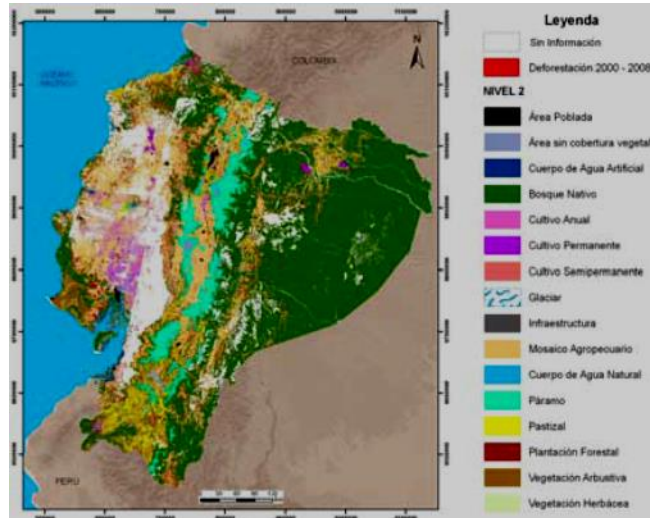 Leyenda
Sin Información
Deforestación 2000 - 2008
NIVEL 2
Área Poblada
Área sin cobertura vegetal
Cuerpo de Agua Artificial
Bosque Nativo
Cultivo Anual
Cultivo Permanente
Cultivo Semipermanente
Glaciar
Infraestructura
Mosaico Agropecuario
Cuerpo de Agua Natural
Páramo
Pastizal
Plantación Forestal
Vegetación Arbustiva
Vegetación Herbácea
N
COLOMBIA
OCÉANO
PACÍFICO
PERU